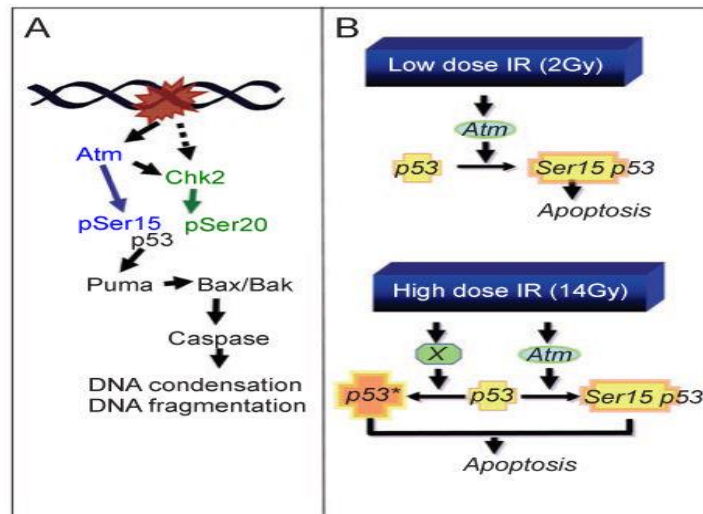 A
Atm
Chk2
pSer15
pSer20
p53
Puma
Bax/Bak
Caspase
DNA condensation
DNA fragmentation
B
Low dose IR (2Gy)
Atm
p53
Ser15 p53
Apoptosis
High dose IR (14Gy)
X
Atm
p53*
p53
Ser15 p53
Apoptosis